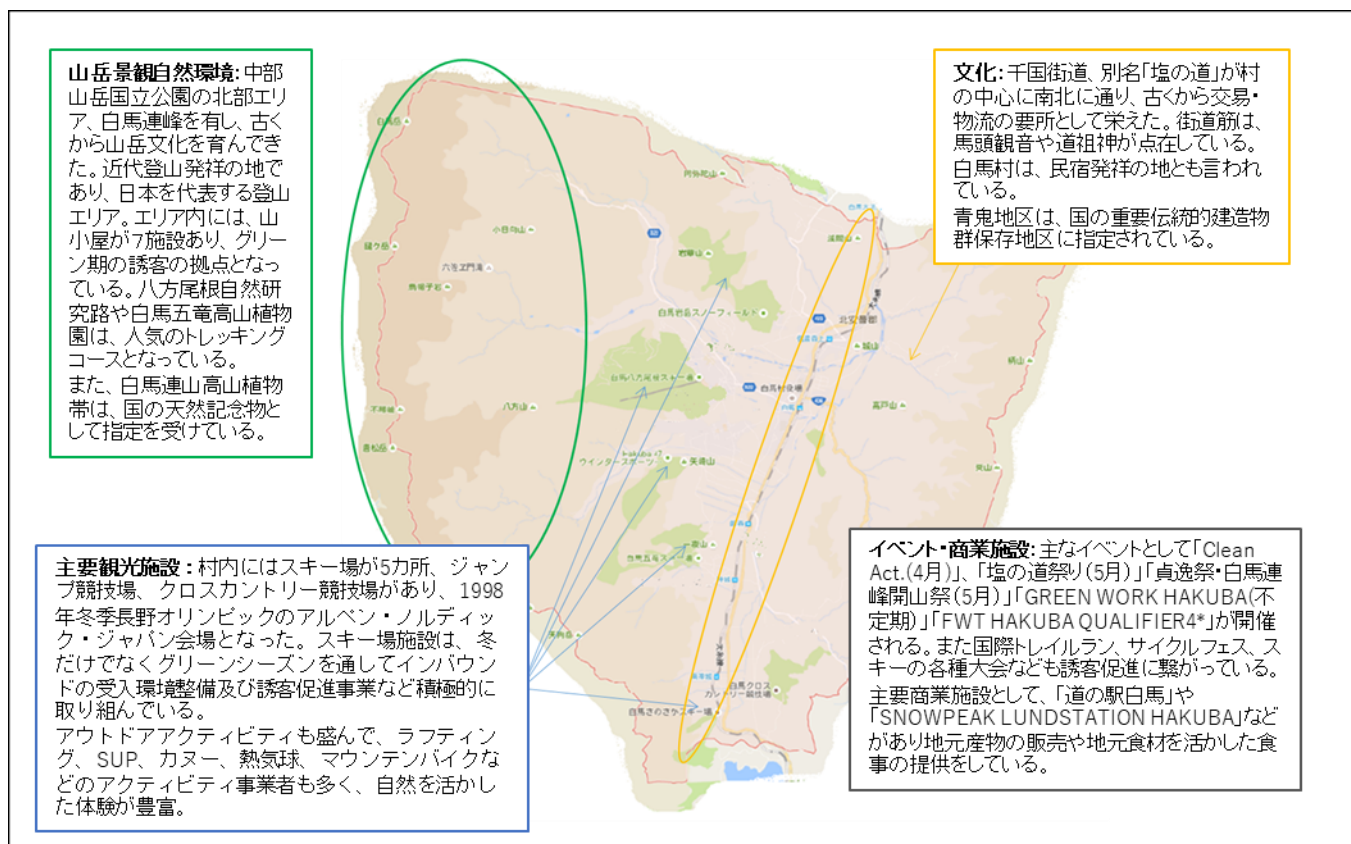 山岳景観自然環境:中部
山岳国立公園の北部エリ
ア、白馬連峰を有し、古く
から山岳文化を育んでき
た。近代登山発祥の地で
あり、日本を代表する登山
エリア。エリア内には、山
小屋が7施設あり、グリー
ン期の誘客の拠点となっ
ている。八方尾根自然研
究路や白馬五竜高山植物
園は、人気のトレッキング
コースとなっている。
また、白馬連山高山植物
帯は、国の天然記念物と
して指定を受けている。
文化:千国街道、別名「塩の道」が村
の中心に南北に通り、古くから交易・
物流の要所として栄えた。街道筋は、
馬頭観音や道祖神が点在している。
白馬村は、民宿発祥の地とも言われ
ている。
青鬼地区は、国の重要伝統的建造物
群保存地区に指定されている。
白馬岳
小日向山
岩蕈山
白馬岩岳スノーフィールド
北安曇郡
城山
白馬村役場
白馬八方尾根スキー場
八方山
高戸山
Hakuba47
ウインタースポーツ
白馬五竜スキー場
白馬クロス
カントリー競技場
白馬さのさかスキー場
主要観光施設:村内にはスキー場が5カ所、ジャン
プ競技場、クロスカントリー競技場があり、1998
年冬季長野オリンピックのアルペン・ノルディッ
ク・ジャパン会場となった。スキー場施設は、冬
だけでなくグリーンシーズンを通してインバウン
ドの受入環境整備及び誘客促進事業など積極的に
取り組んでいる。
アウトドアアクティビティも盛んで、ラフティン
グ、SUP、カヌー、熱気球、マウンテンバイクな
どのアクティビティ事業者も多く、自然を活かし
た体験が豊富。
イベント・商業施設:主なイベントとして「Clean
Act.(4月)」、「塩の道祭り(5月)」「貞逸祭・白馬連
峰開山祭(5月)」「GREEN WORK HAKUBA(不
定期)」「FWT HAKUBA QUALIFIER4*」が開催
される。また国際トレイルラン、サイクルフェス、ス
キーの各種大会なども誘客促進に繋がっている。
主要商業施設として、「道の駅白馬」や
「SNOWPEAK LUNDSTATION HAKUBA」など
があり地元産物の販売や地元食材を活かした食
事の提供をしている。